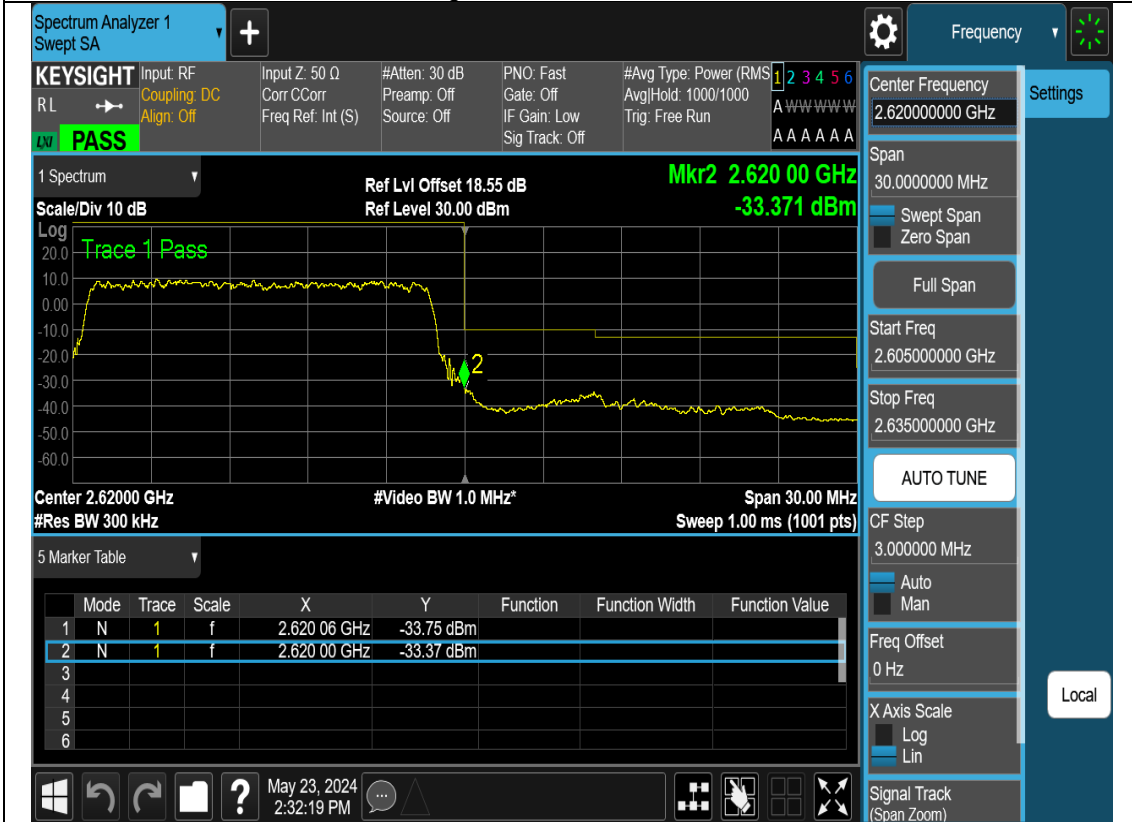 Spectrum Analyzer 1
Swept SA
+
Frequency
KEYSIGHT
RL
LXI
PASS
Input: RF
Coupling: DC
Align: Off
Input Z: 50 Ω
Corr CCorr
Freq Ref: Int (S)
#Atten: 30 dB
Preamp: Off
Source: Off
PNO: Fast
Gate: Off
IF Gain: Low
Sig Track: Off
#Avg Type: Power (RMS
Avg|Hold: 1000/1000
Trig: Free Run
1 2 3 4 5 6
A W W W W W
A A A A A A
1 Spectrum
Scale/Div 10 dB
Ref Lvl Offset 18.55 dB
Ref Level 30.00 dBm
Mkr2 2.620 00 GHz
-33.371 dBm
Log
Trace 1 Pass
20.0
10.0
0.00
-10.0
-20.0
-30.0
-40.0
-50.0
-60.0
2
Center 2.62000 GHz
#Video BW 1.0 MHz*
Span 30.00 MHz
#Res BW 300 kHz
Sweep 1.00 ms (1001 pts)
5 Marker Table
Mode Trace Scale X Y Function Function Width Function Value
1 N 1 f 2.620 06 GHz -33.75 dBm
2 N 1 f 2.620 00 GHz -33.37 dBm
3
4
5
6
?
May 23, 2024
2:32:19 PM
Center Frequency
2.620000000 GHz
Settings
Span
30.0000000 MHz
Swept Span
Zero Span
Full Span
Start Freq
2.605000000 GHz
Stop Freq
2.635000000 GHz
AUTO TUNE
CF Step
3.000000 MHz
Auto
Man
Freq Offset
0 Hz
Local
X Axis Scale
Log
Lin
Signal Track
(Span Zoom)